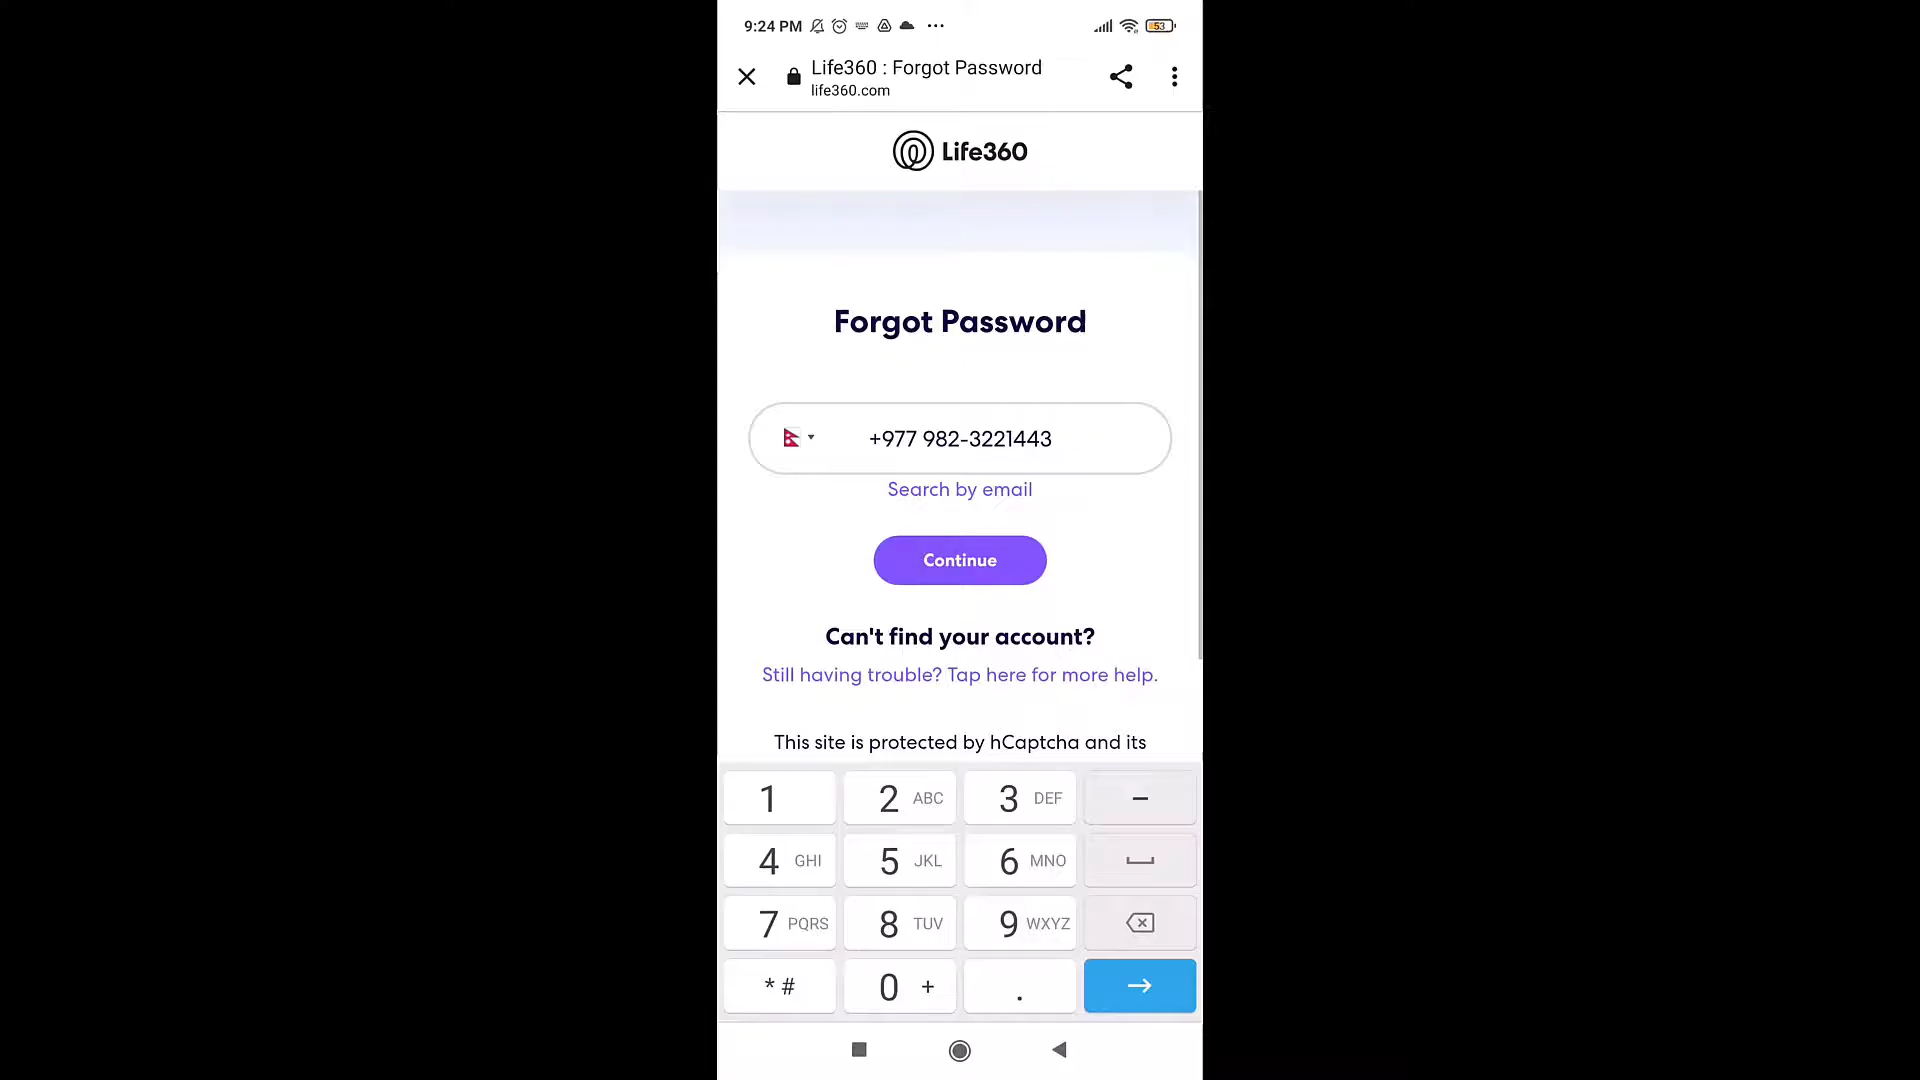 9:24 PM
53
Life360 : Forgot Password
life360.com
Life360
Forgot Password
+977 982-3221443
Search by email
Continue
Can't find your account?
Still having trouble? Tap here for more help.
This site is protected by hCaptcha and its
1 2 ABC 3 DEF -
4 GHI 5 JKL 6 MNO
7 PQRS 8 TUV 9 WXYZ
* # 0 + .